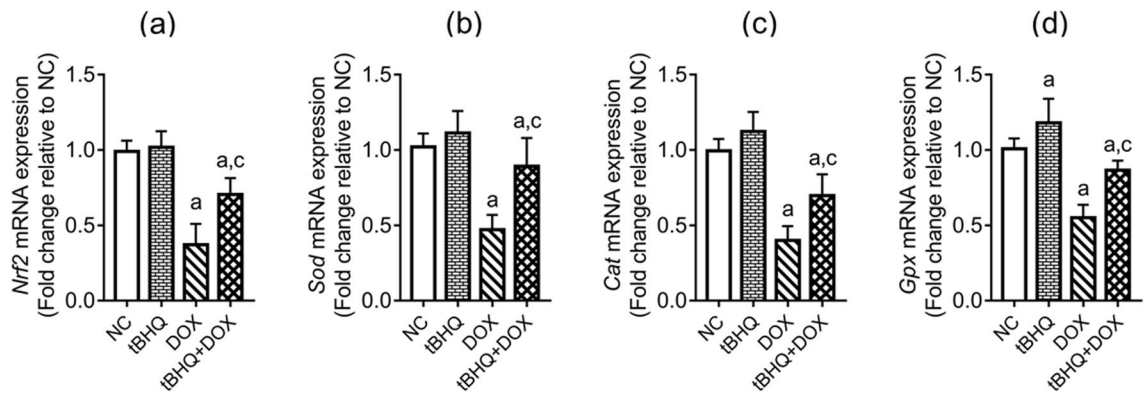 (a)
Nrf2 mRNA expression
(Fold change relative to NC)
1.5
1.0
0.5
0.0
a
a,c
NC
tBHQ
DOX
tBHQ+DOX
(b)
Sod mRNA expression
(Fold change relative to NC)
1.5
1.0
0.5
0.0
a
a,c
NC
tBHQ
DOX
tBHQ+DOX
(c)
Cat mRNA expression
(Fold change relative to NC)
1.5
1.0
0.5
0.0
a
a,c
NC
tBHQ
DOX
tBHQ+DOX
(d)
Gpx mRNA expression
(Fold change relative to NC)
1.5
1.0
0.5
0.0
a
a
a,c
NC
tBHQ
DOX
tBHQ+DOX